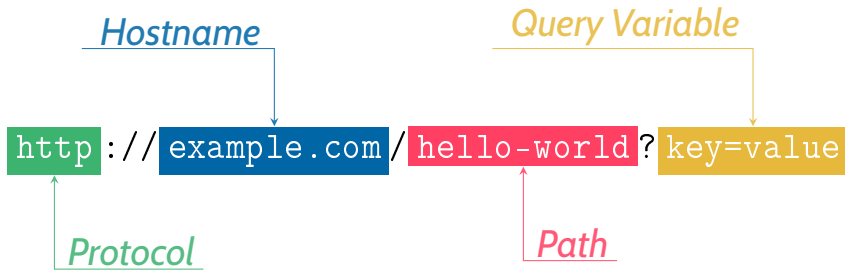 Hostname
Query Variable
http://example.com/hello-world?key=value
Protocol
Path